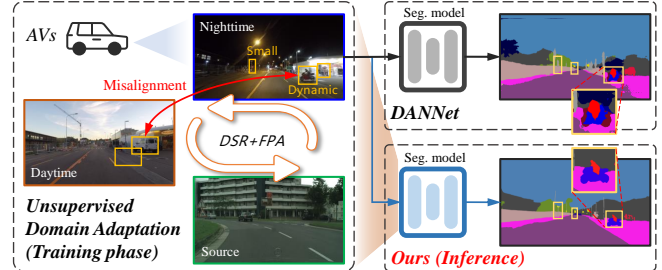 AVs
Nighttime
Small
Dynamic
Misalignment
Daytime
DSR+FPA
Unsupervised
Domain Adaptation
(Training phase)
Source
Seg. model
DANNet
Seg. model
Ours (Inference)